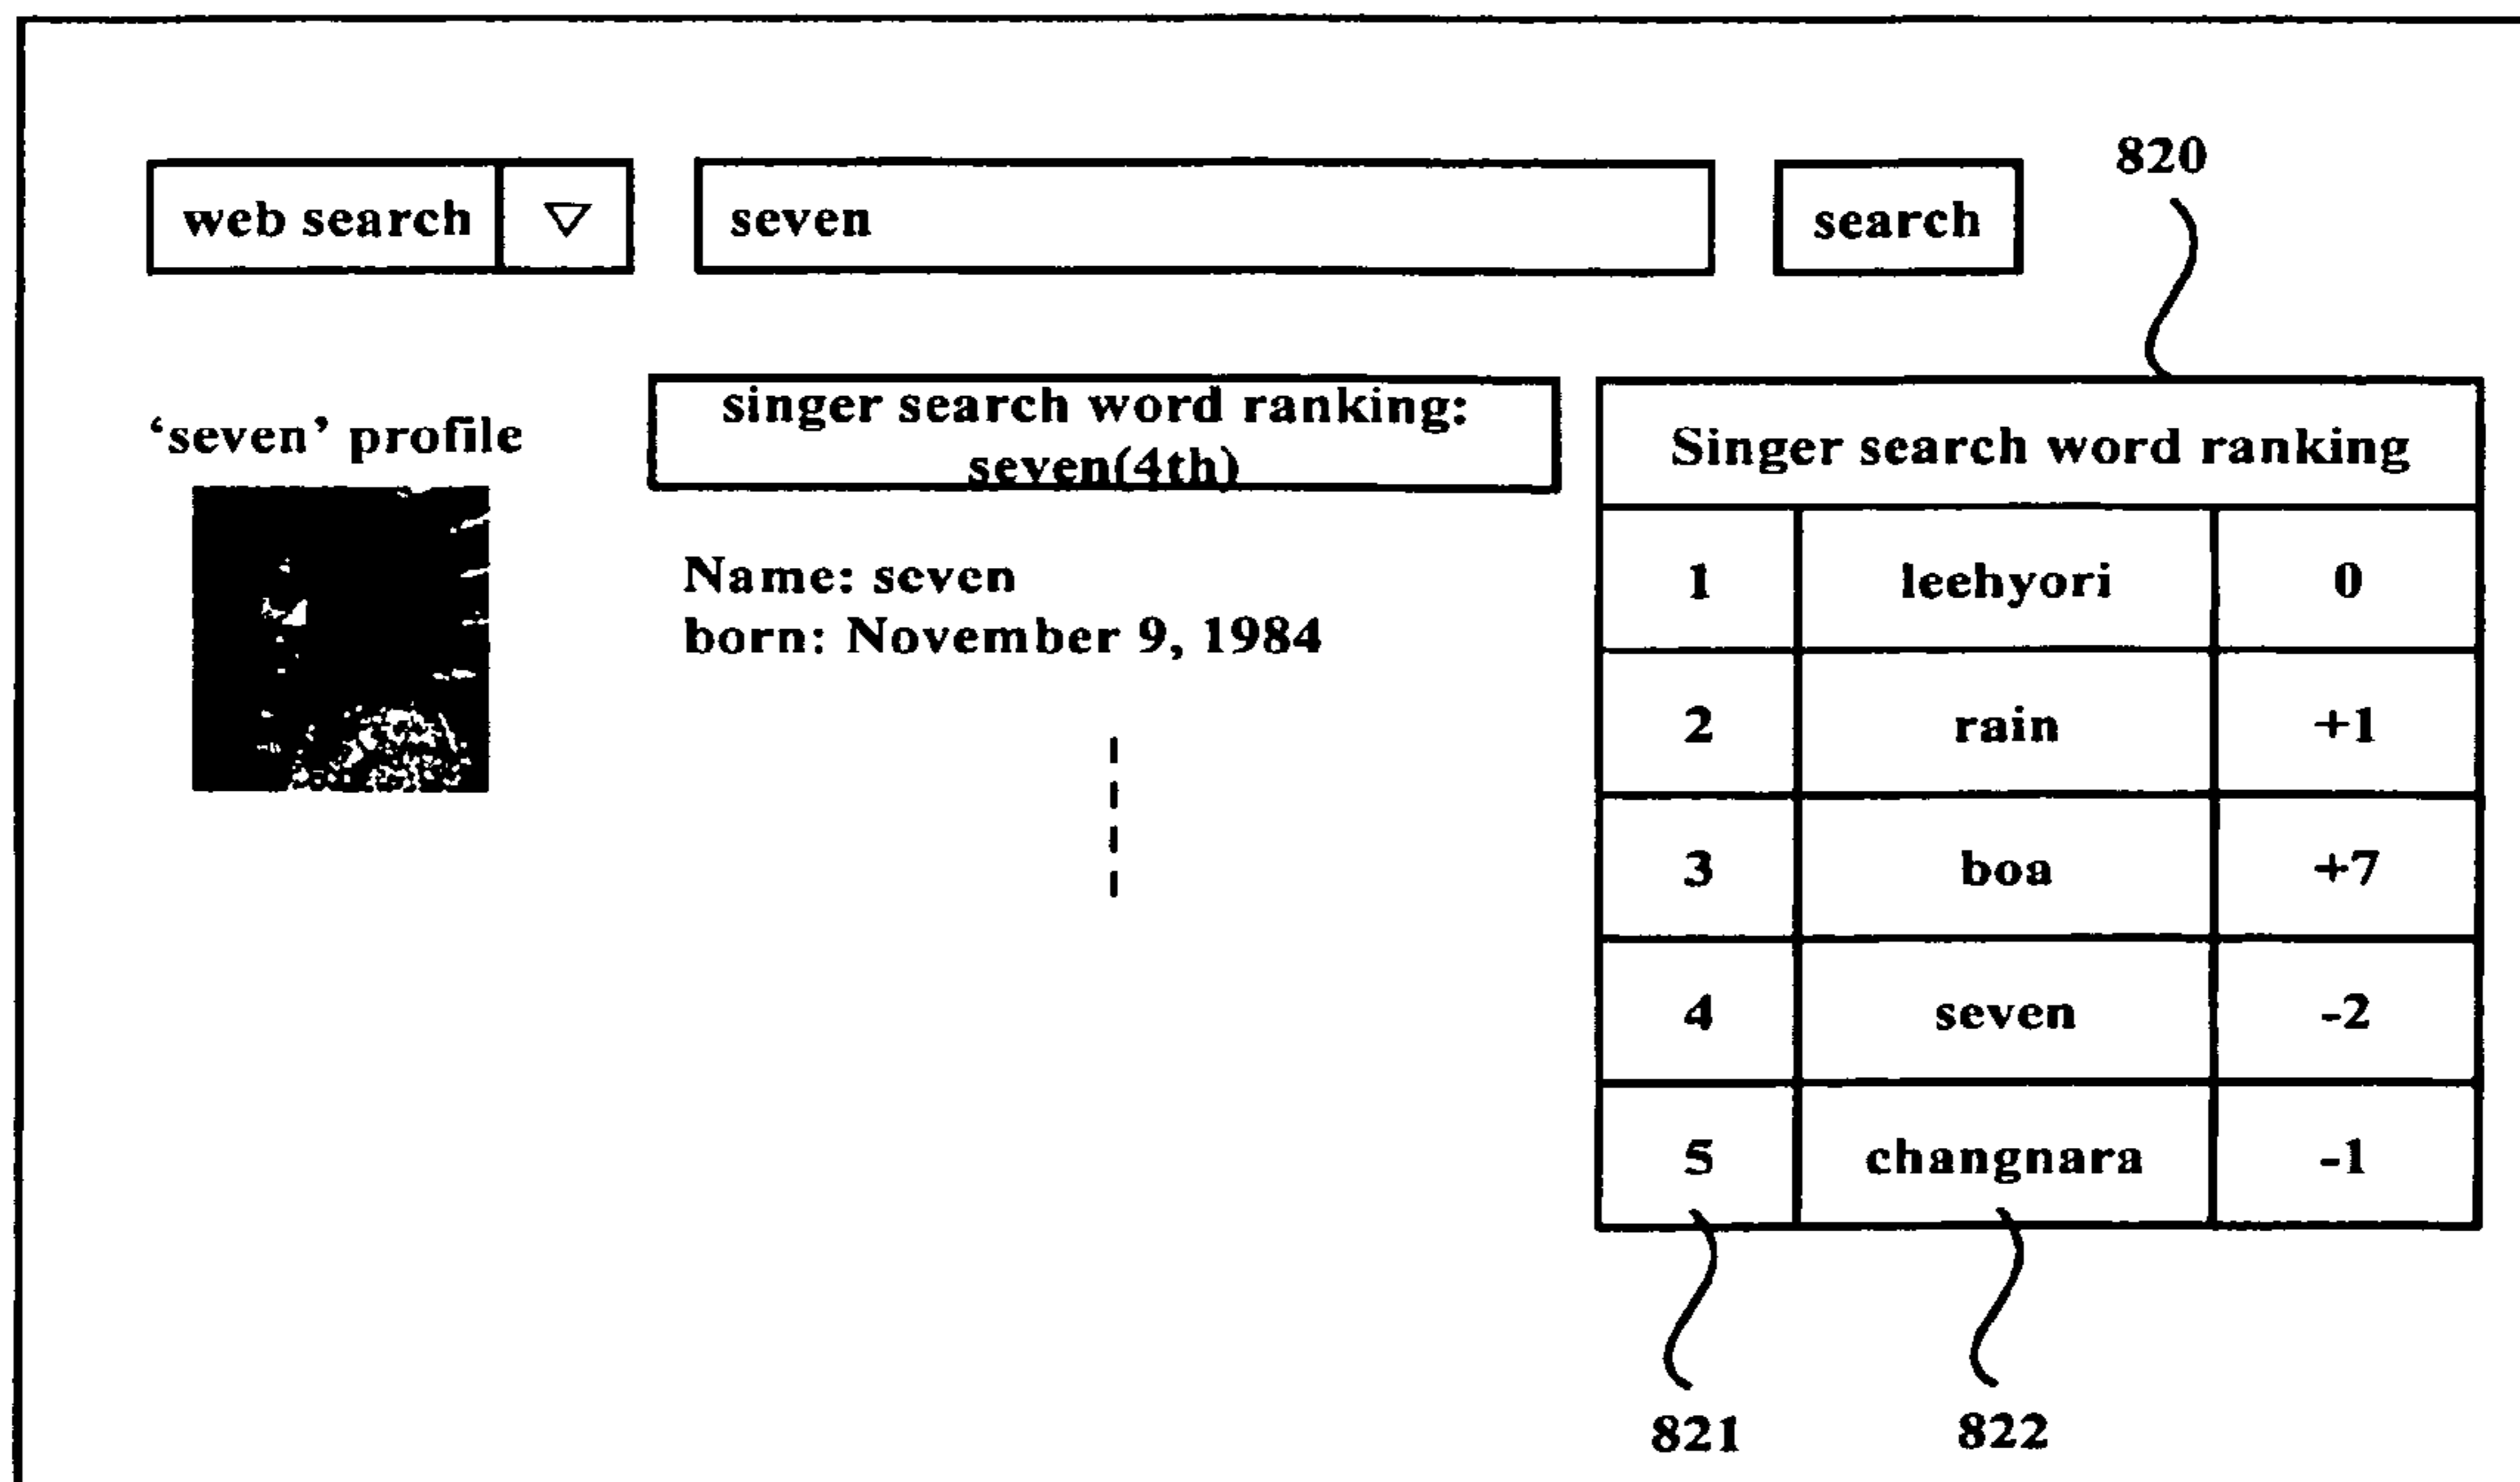 820
web search
seven
search
‘seven’ profile
singer search word ranking:
seven(4th)
Name: seven
born: November 9, 1984
Singer search word ranking
1 leehyori 0
2 rain +1
3 boa +7
4 seven -2
5 changnara -1
821 822